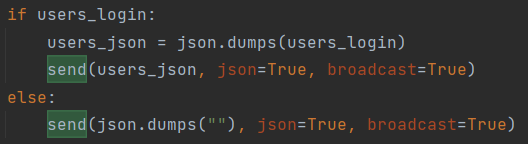 if users_login:
    users_json = json.dumps(users_login)
    send(users_json, json=True, broadcast=True)
else:
    send(json.dumps(""), json=True, broadcast=True)